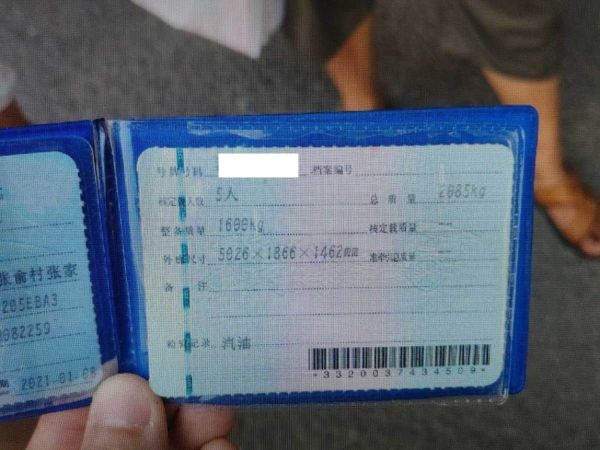 张俞村张家
205EBA3
0982259
2021-01-08
号牌号码 档案编号
核定载人数 5人 总质量 2085kg
整备质量 1600kg 核定载质量 --
外廓尺寸 5026×1866×1462mm 准牵引总质量 --
备注
检验记录 汽油
*3320037434509*